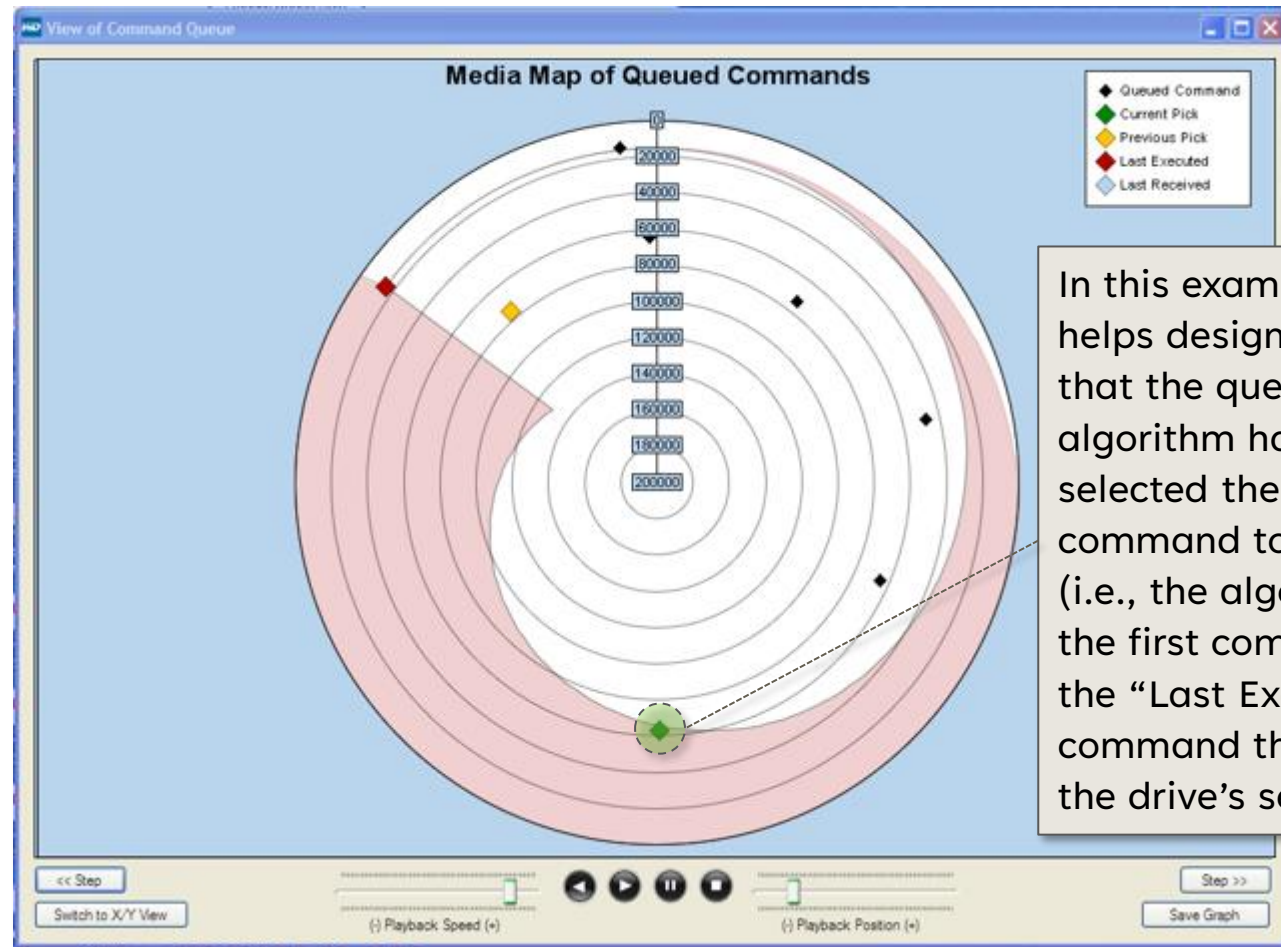 View of Command Queue
Media Map of Queued Commands
Queued Command
Current Pick
Previous Pick
Last Executed
Last Received
0
20000
40000
60000
80000
100000
120000
140000
160000
180000
200000
In this exam
helps design
that the que
algorithm ha
selected the
command to
(i.e., the algo
the first com
the “Last Ex
command th
the drive’s se
<< Step
Switch to X/Y View
(-) Playback Speed (+)
(-) Playback Position (+)
Step >>
Save Graph